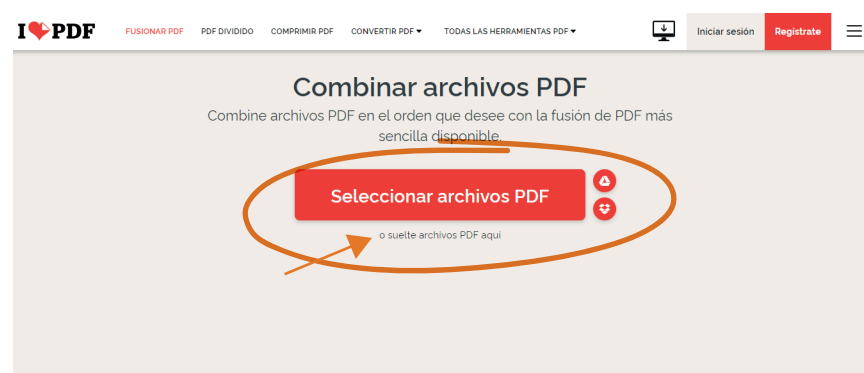 I PDF
FUSIONAR PDF
PDF DIVIDIDO
COMPRIMIR PDF
CONVERTIR PDF
TODAS LAS HERRAMIENTAS PDF
Iniciar sesión
Regístrate
Combinar archivos PDF
Combine archivos PDF en el orden que desee con la fusión de PDF más
sencilla disponible.
Seleccionar archivos PDF
o suelte archivos PDF aquí